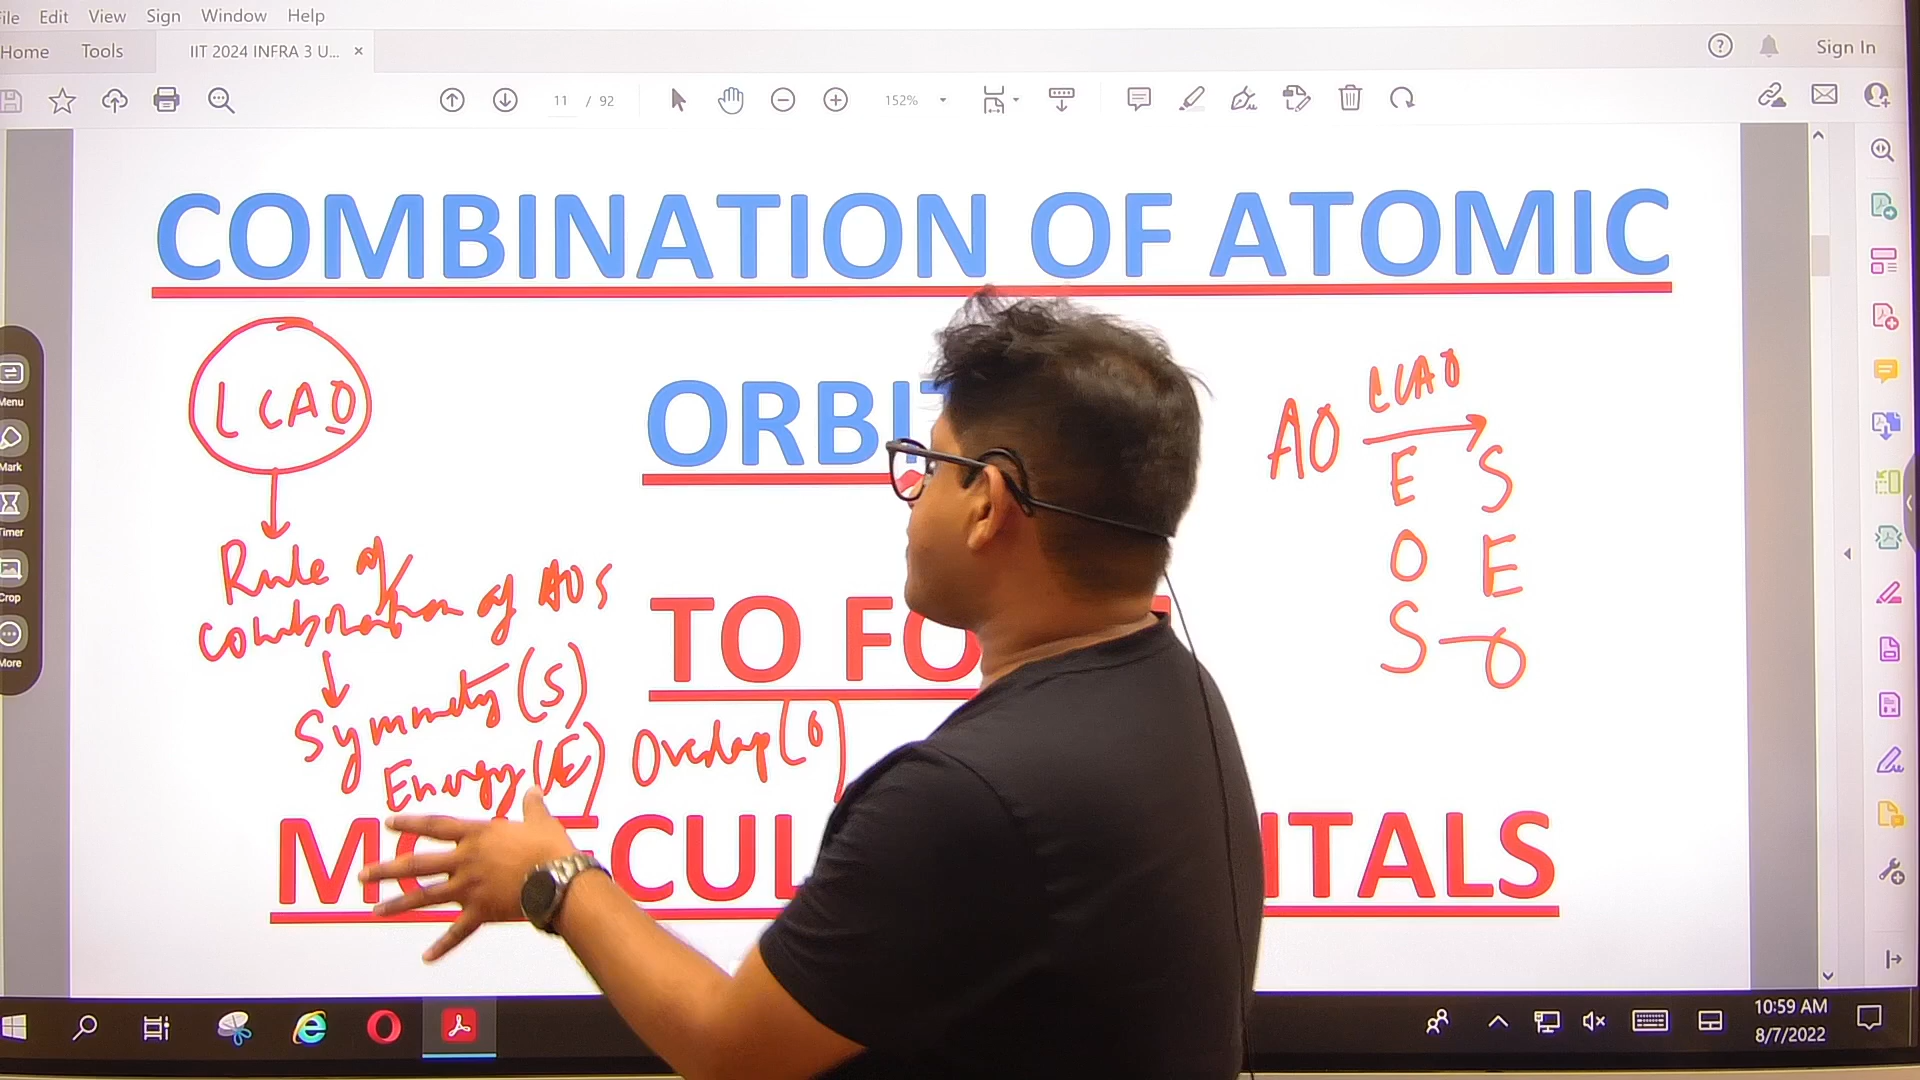 File Edit View Sign Window Help
Home Tools IIT 2024 INFRA 3 U... × Sign In
11 / 92 152%
COMBINATION OF ATOMIC
LCAO
ORBIT
AO LCAO
E S
O E
S O
Rule of
combination of AOs
TO FO
Symmetry (S)
Energy (E) Overlap (O)
MOLECUL ITALS
Menu
Mark
Timer
Crop
More
10:59 AM
8/7/2022